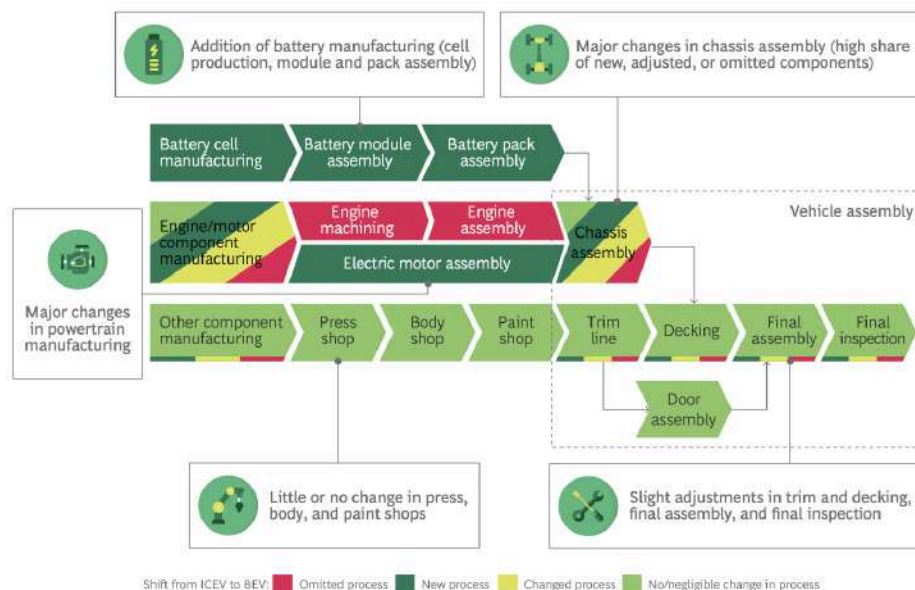 Addition of battery manufacturing (cell
production, module and pack assembly)
Major changes in chassis assembly (high share
of new, adjusted, or omitted components)
Battery cell
manufacturing
Battery module
assembly
Battery pack
assembly
Vehicle assembly
Engine/motor
component
manufacturing
Engine
machining
Engine
assembly
Chassis
assembly
Electric motor assembly
Major changes
in powertrain
manufacturing
Other component
manufacturing
Press
shop
Body
shop
Paint
shop
Trim
line
Decking
Final
assembly
Final
inspection
Door
assembly
Little or no change in press,
body, and paint shops
Slight adjustments in trim and decking,
final assembly, and final inspection
Shift from ICEV to BEV: Omitted process New process Changed process No/negligible change in process